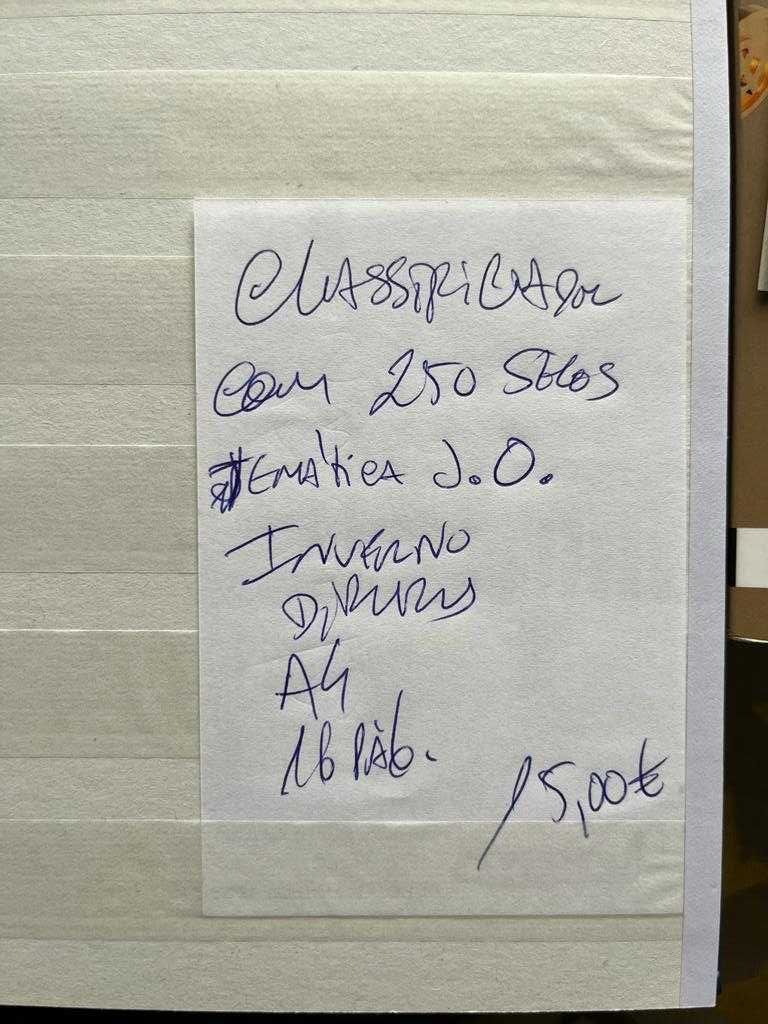 Classificador
com 250 selos
temática J.O.
Inverno
Diversos
A4
16 Pág.
15,00€